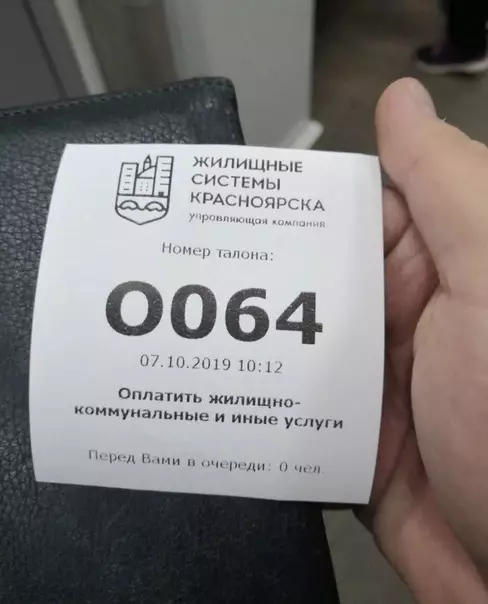 ЖИЛИЩНЫЕ
СИСТЕМЫ
КРАСНОЯРСКА
управляющая компания
Номер талона:
О064
07.10.2019 10:12
Оплатить жилищно-
коммунальные и иные услуги
Перед Вами в очереди: 0 чел.